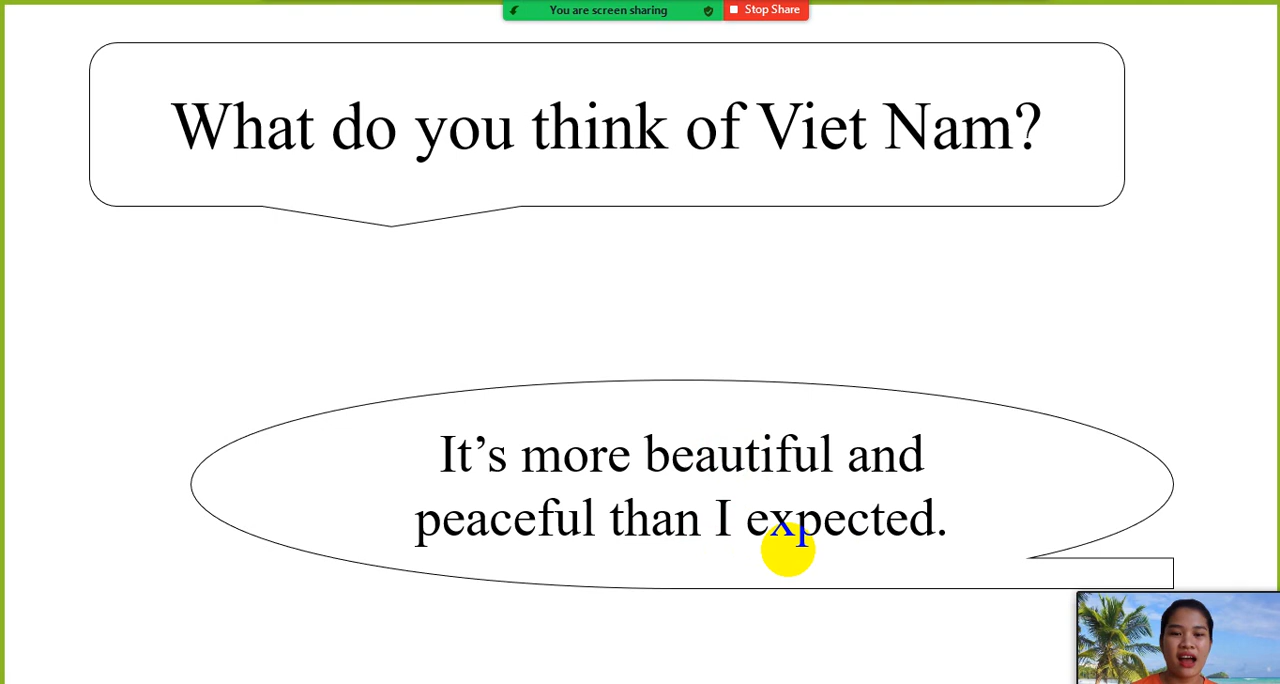 You are screen sharing
Stop Share
What do you think of Viet Nam?
It’s more beautiful and
peaceful than I expected.